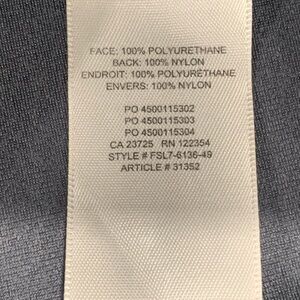 FACE: 100% POLYURETHANE
BACK: 100% NYLON
ENDROIT: 100% POLYURÉTHANE
ENVERS: 100% NYLON
PO 4500115302
PO 4500115303
PO 4500115304
CA 23725 RN 122354
STYLE # FSL7-6136-49
ARTICLE # 31352